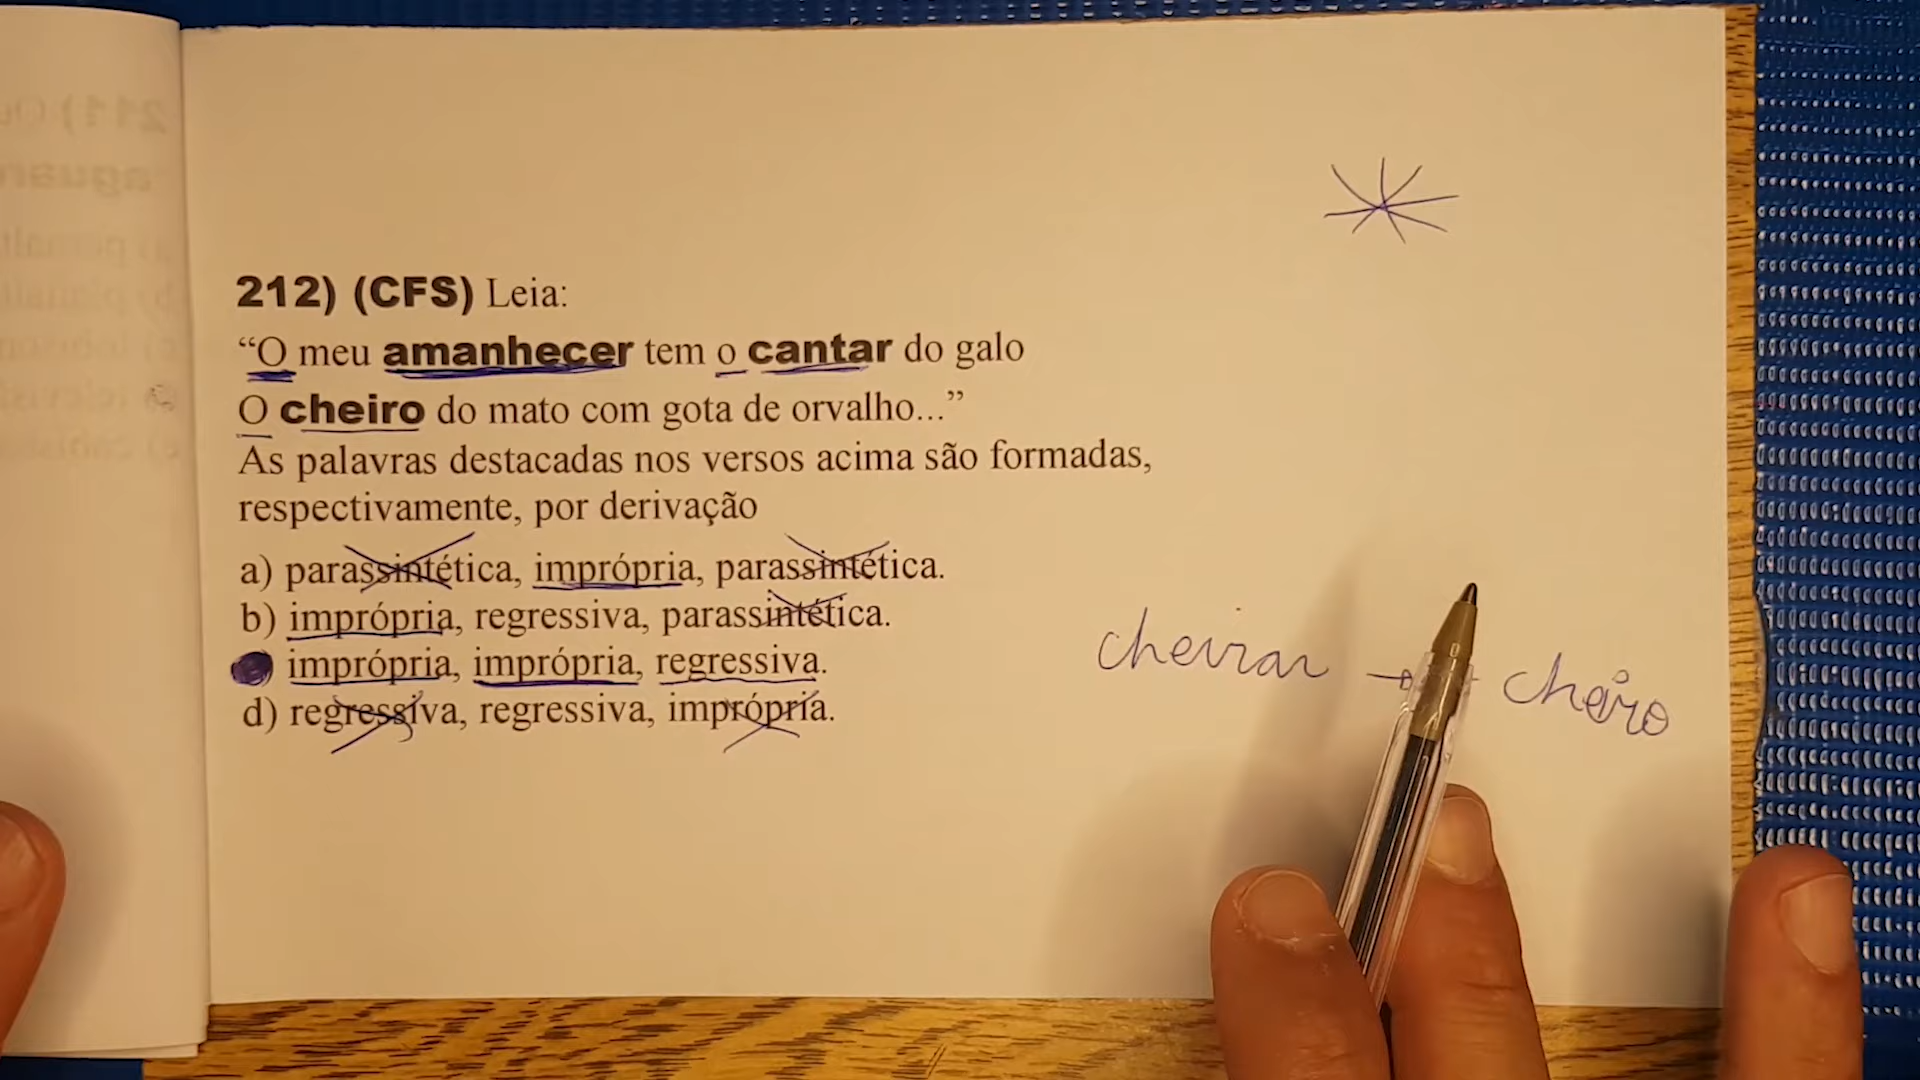 212) (CFS) Leia:
“O meu amanhecer tem o cantar do galo
O cheiro do mato com gota de orvalho...”
As palavras destacadas nos versos acima são formadas,
respectivamente, por derivação
a) parassintética, imprópria, parassintética.
b) imprópria, regressiva, parassintética.
imprópria, imprópria, regressiva.
d) regressiva, regressiva, imprópria.
cheirar → cheiro
211)